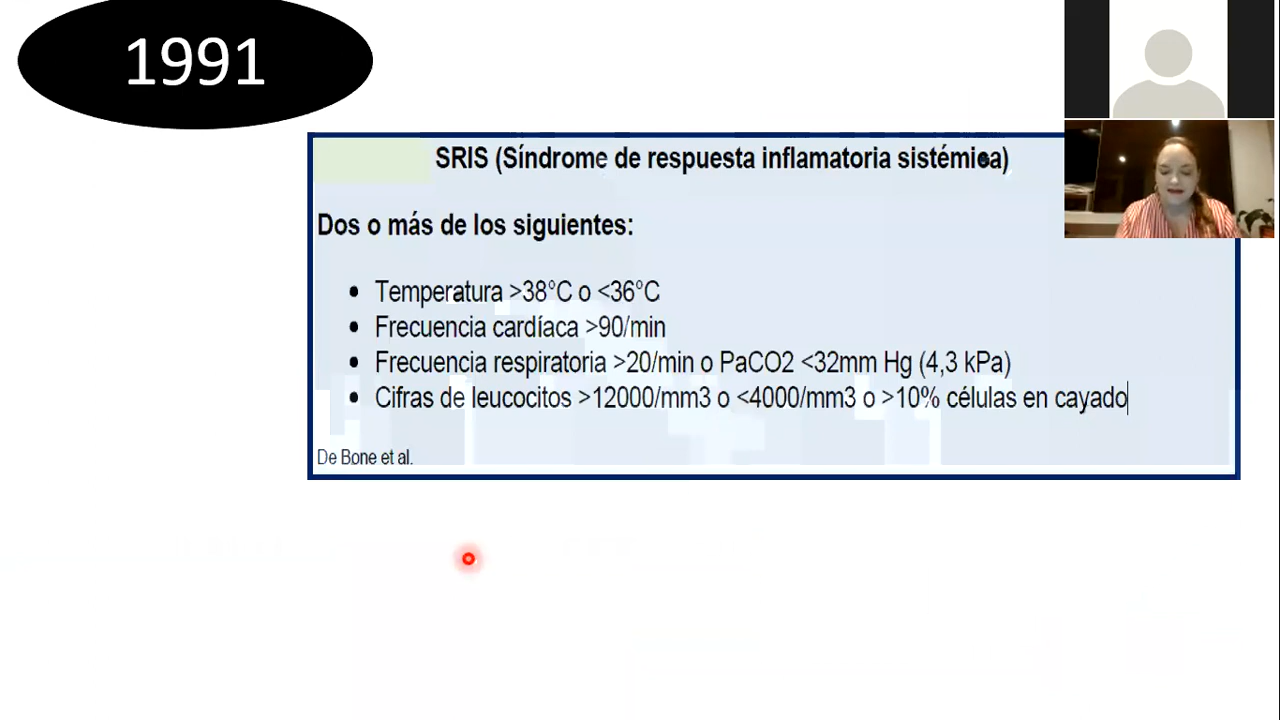 1991
SRIS (Síndrome de respuesta inflamatoria sistémica)
Dos o más de los siguientes:
• Temperatura >38°C o <36°C
• Frecuencia cardíaca >90/min
• Frecuencia respiratoria >20/min o PaCO2 <32mm Hg (4,3 kPa)
• Cifras de leucocitos >12000/mm3 o <4000/mm3 o >10% células en cayado
De Bone et al.